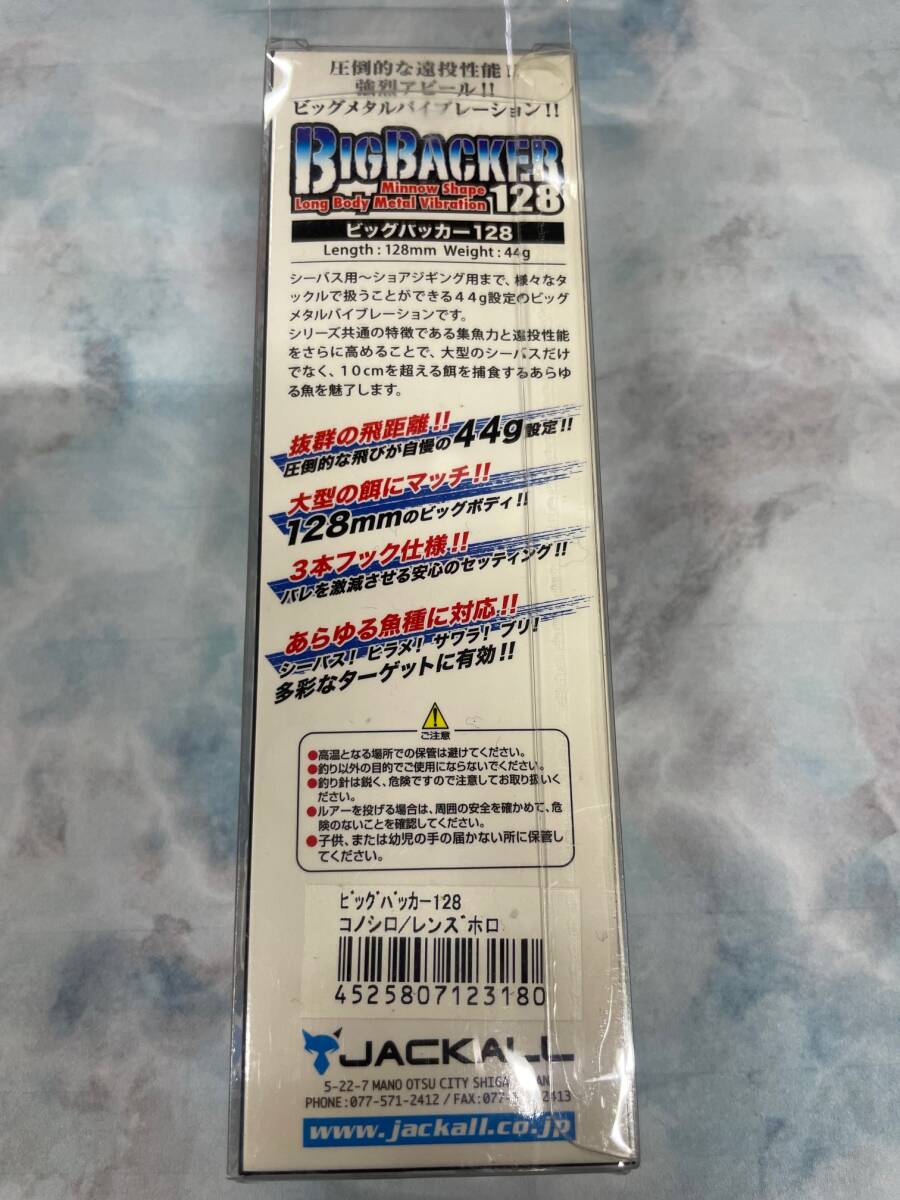 圧倒的な遠投性能!!
強烈アピール!!
ビッグメタルバイブレーション!!
BIGBACKER
Minnow Shape
Long Body Metal Vibration 128
ビッグバッカー128
Length : 128mm Weight : 44g
シーバス用～ショアジギング用まで、様々なタ
ックルで扱うことができる44g設定のビッグ
メタルバイブレーションです。
シリーズ共通の特徴である集魚力と遠投性能
をさらに高めることで、大型のシーバスだけ
でなく、10cmを超える餌を捕食するあらゆ
る魚を魅了します。
抜群の飛距離!!
圧倒的な飛びが自慢の44g設定!!
大型の餌にマッチ!!
128mmのビッグボディ!!
3本フック仕様!!
バレを激減させる安心のセッティング!!
あらゆる魚種に対応!!
シーバス! ヒラメ! サワラ! ブリ!
多彩なターゲットに有効!!
ご注意
●高温となる場所での保管は避けてください。
●釣り以外の目的でご使用にならないでください。
●釣り針は鋭く、危険ですので注意してお取り扱いく
ださい。
●ルアーを投げる場合は、周囲の安全を確かめて、危
険のないことを確認してください。
●子供、または幼児の手の届かない所に保管し
てください。
ﾋﾞｯｸﾞﾊﾞｯカー128
コノシロ/レンズﾞホロ
4525807123180
JACKALL
5-22-7 MANO OTSU CITY SHIGA
PHONE : 077-571-2412 / FAX : 077-
www.jackall.co.jp